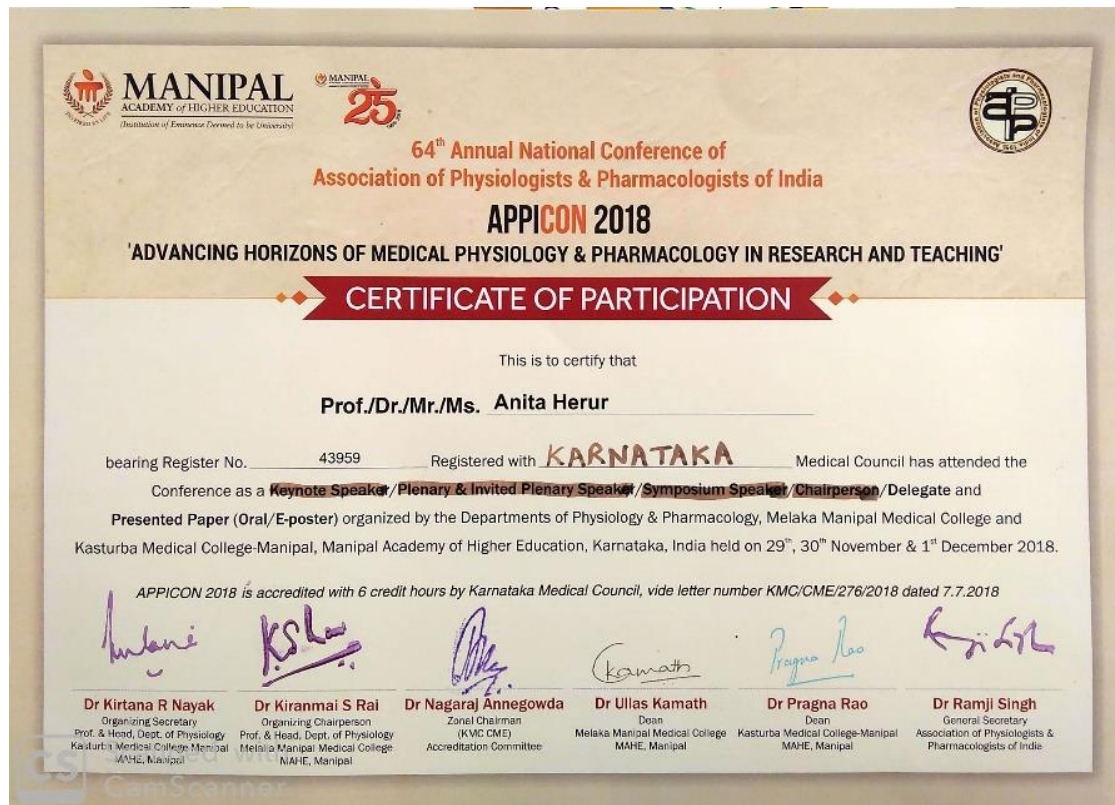 MANIPAL
ACADEMY of HIGHER EDUCATION
(Institution of Eminence Deemed to be University)
INSPIRED BY LIFE
MANIPAL
25
64th Annual National Conference of
Association of Physiologists & Pharmacologists of India
APPICON 2018
'ADVANCING HORIZONS OF MEDICAL PHYSIOLOGY & PHARMACOLOGY IN RESEARCH AND TEACHING'
CERTIFICATE OF PARTICIPATION
This is to certify that
Prof./Dr./Mr./Ms. Anita Herur
bearing Register No. 43959 Registered with KARNATAKA Medical Council has attended the
Conference as a Keynote Speaker/Plenary & Invited Plenary Speaker/Symposium Speaker/Chairperson/Delegate and
Presented Paper (Oral/E-poster) organized by the Departments of Physiology & Pharmacology, Melaka Manipal Medical College and
Kasturba Medical College-Manipal, Manipal Academy of Higher Education, Karnataka, India held on 29th, 30th November & 1st December 2018.
APPICON 2018 is accredited with 6 credit hours by Karnataka Medical Council, vide letter number KMC/CME/276/2018 dated 7.7.2018
Kamath
Pragna Rao
Dr Kirtana R Nayak
Organizing Secretary
Prof. & Head, Dept. of Physiology
Kasturba Medical College-Manipal
MAHE, Manipal
Dr Kiranmai S Rai
Organizing Chairperson
Prof. & Head, Dept. of Physiology
Melaka Manipal Medical College
MAHE, Manipal
Dr Nagaraj Annegowda
Zonal Chairman
(KMC CME)
Accreditation Committee
Dr Ullas Kamath
Dean
Melaka Manipal Medical College
MAHE, Manipal
Dr Pragna Rao
Dean
Kasturba Medical College-Manipal
MAHE, Manipal
Dr Ramji Singh
General Secretary
Association of Physiologists &
Pharmacologists of India
CS Scanned with
CamScanner